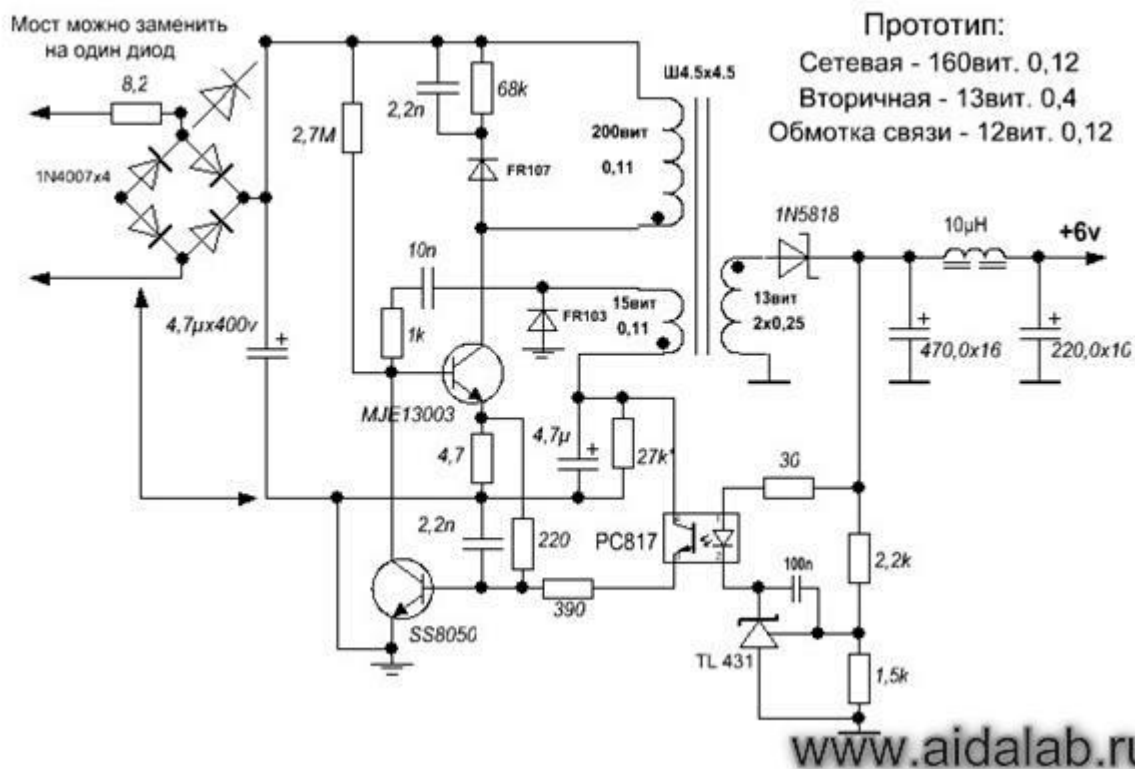 Мост можно заменить
на один диод
8,2
1N4007x4
4,7µx400v
2,7M
2,2n
68k
FR107
Ш4.5x4.5
200вит
0,11
Прототип:
Сетевая - 160вит. 0,12
Вторичная - 13вит. 0,4
Обмотка связи - 12вит. 0,12
10n
1k
FR103
15вит
0,11
13вит
2x0,25
1N5818
10µH
+6v
470,0x16
220,0x10
MJE13003
4,7
4,7µ
27k*
30
2,2n
220
PC817
100n
2,2k
390
SS8050
TL 431
1,5k
www.aidalab.ru